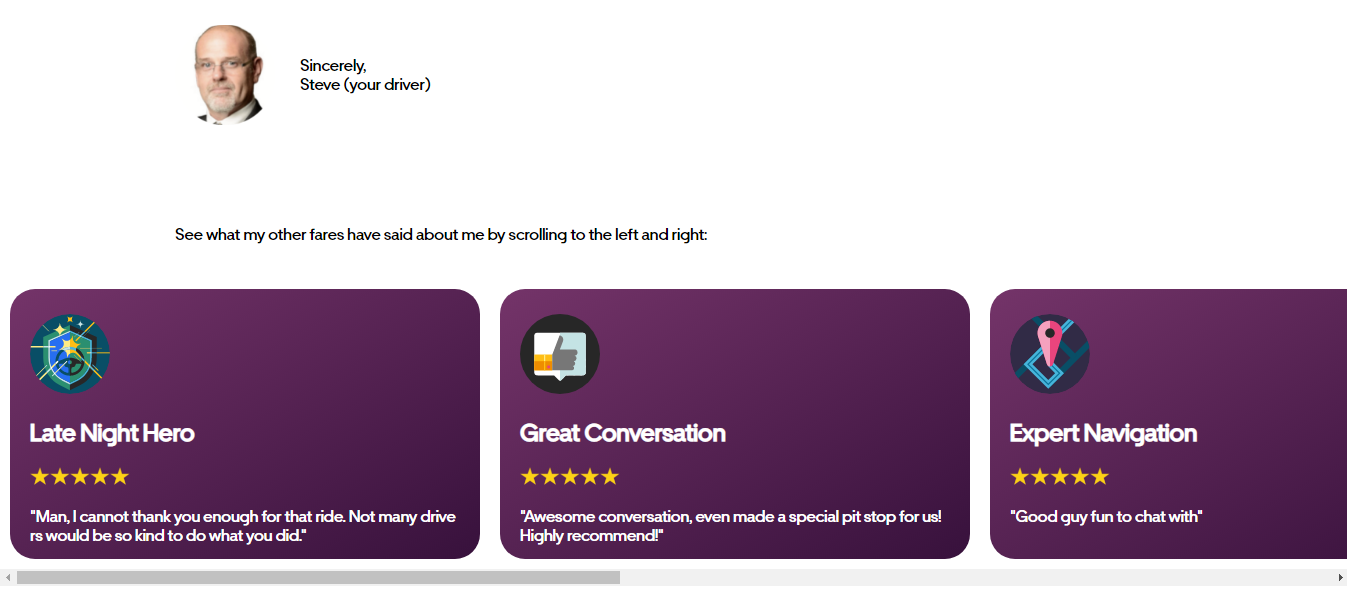 Sincerely,
Steve (your driver)
See what my other fares have said about me by scrolling to the left and right:
Late Night Hero
★★★★★
"Man, I cannot thank you enough for that ride. Not many drive
rs would be so kind to do what you did."
Great Conversation
★★★★★
"Awesome conversation, even made a special pit stop for us!
Highly recommend!"
Expert Navigation
★★★★★
"Good guy fun to chat with"